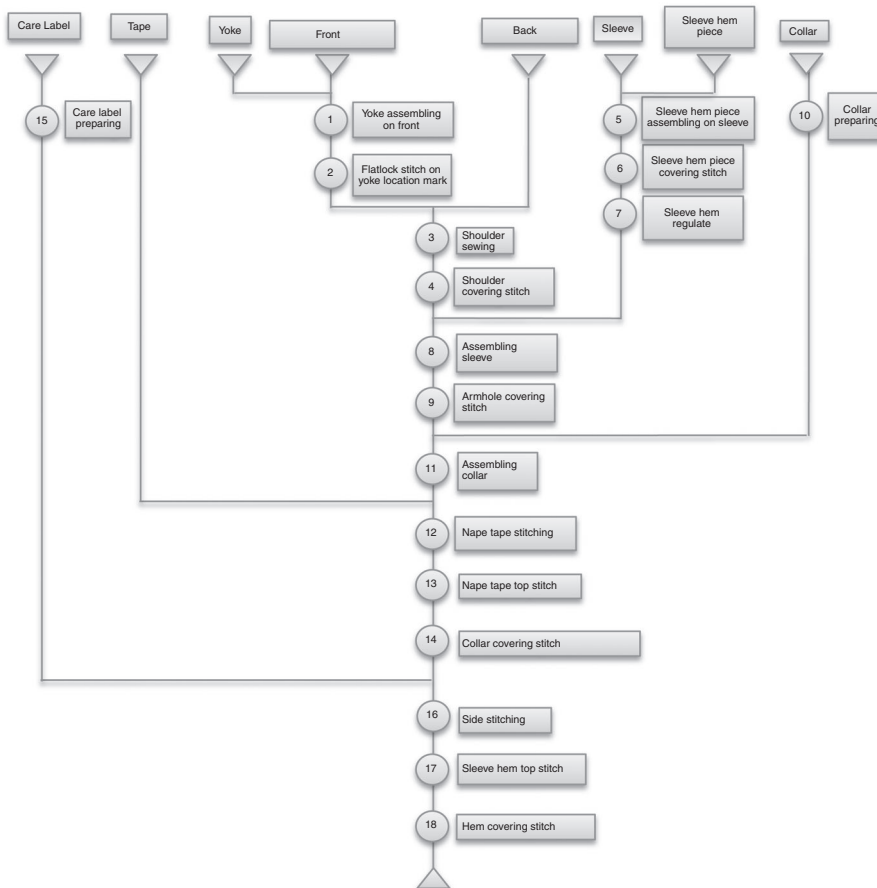 Care Label
Tape
Yoke
Front
Back
Sleeve
Sleeve hem
piece
Collar
15
Care label
preparing
1
Yoke assembling
on front
5
Sleeve hem piece
assembling on sleeve
10
Collar
preparing
2
Flatlock stitch on
yoke location mark
6
Sleeve hem piece
covering stitch
7
Sleeve hem
regulate
3
Shoulder
sewing
4
Shoulder
covering stitch
8
Assembling
sleeve
9
Armhole covering
stitch
11
Assembling
collar
12
Nape tape stitching
13
Nape tape top stitch
14
Collar covering stitch
16
Side stitching
17
Sleeve hem top stitch
18
Hem covering stitch